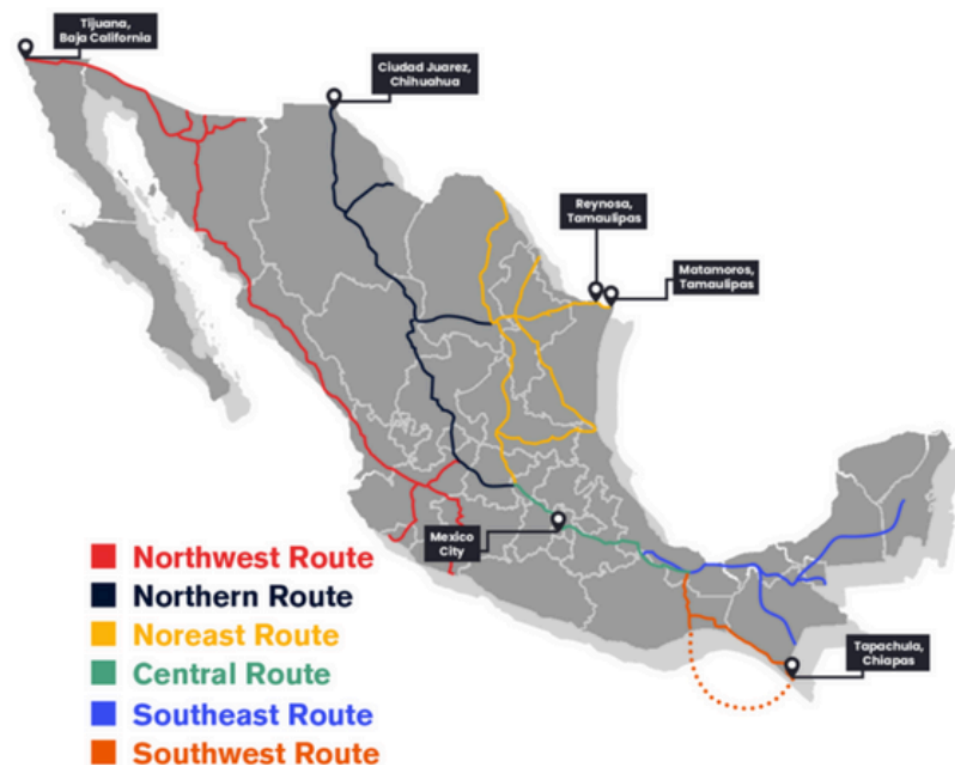 Tijuana,
Baja California
Ciudad Juarez,
Chihuahua
Reynosa,
Tamaulipas
Matamoros,
Tamaulipas
Mexico
City
Tapachula,
Chiapas
Northwest Route
Northern Route
Noreast Route
Central Route
Southeast Route
Southwest Route